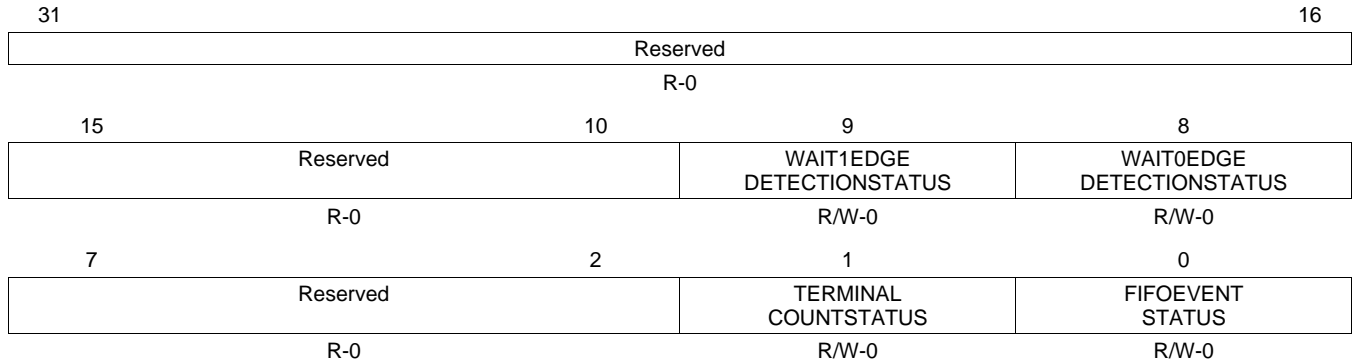 31 16
Reserved
R-0
15 10 9 8
Reserved WAIT1EDGE WAIT0EDGE
DETECTIONSTATUS DETECTIONSTATUS
R-0 R/W-0 R/W-0
7 2 1 0
Reserved TERMINAL FIFOEVENT
COUNTSTATUS STATUS
R-0 R/W-0 R/W-0